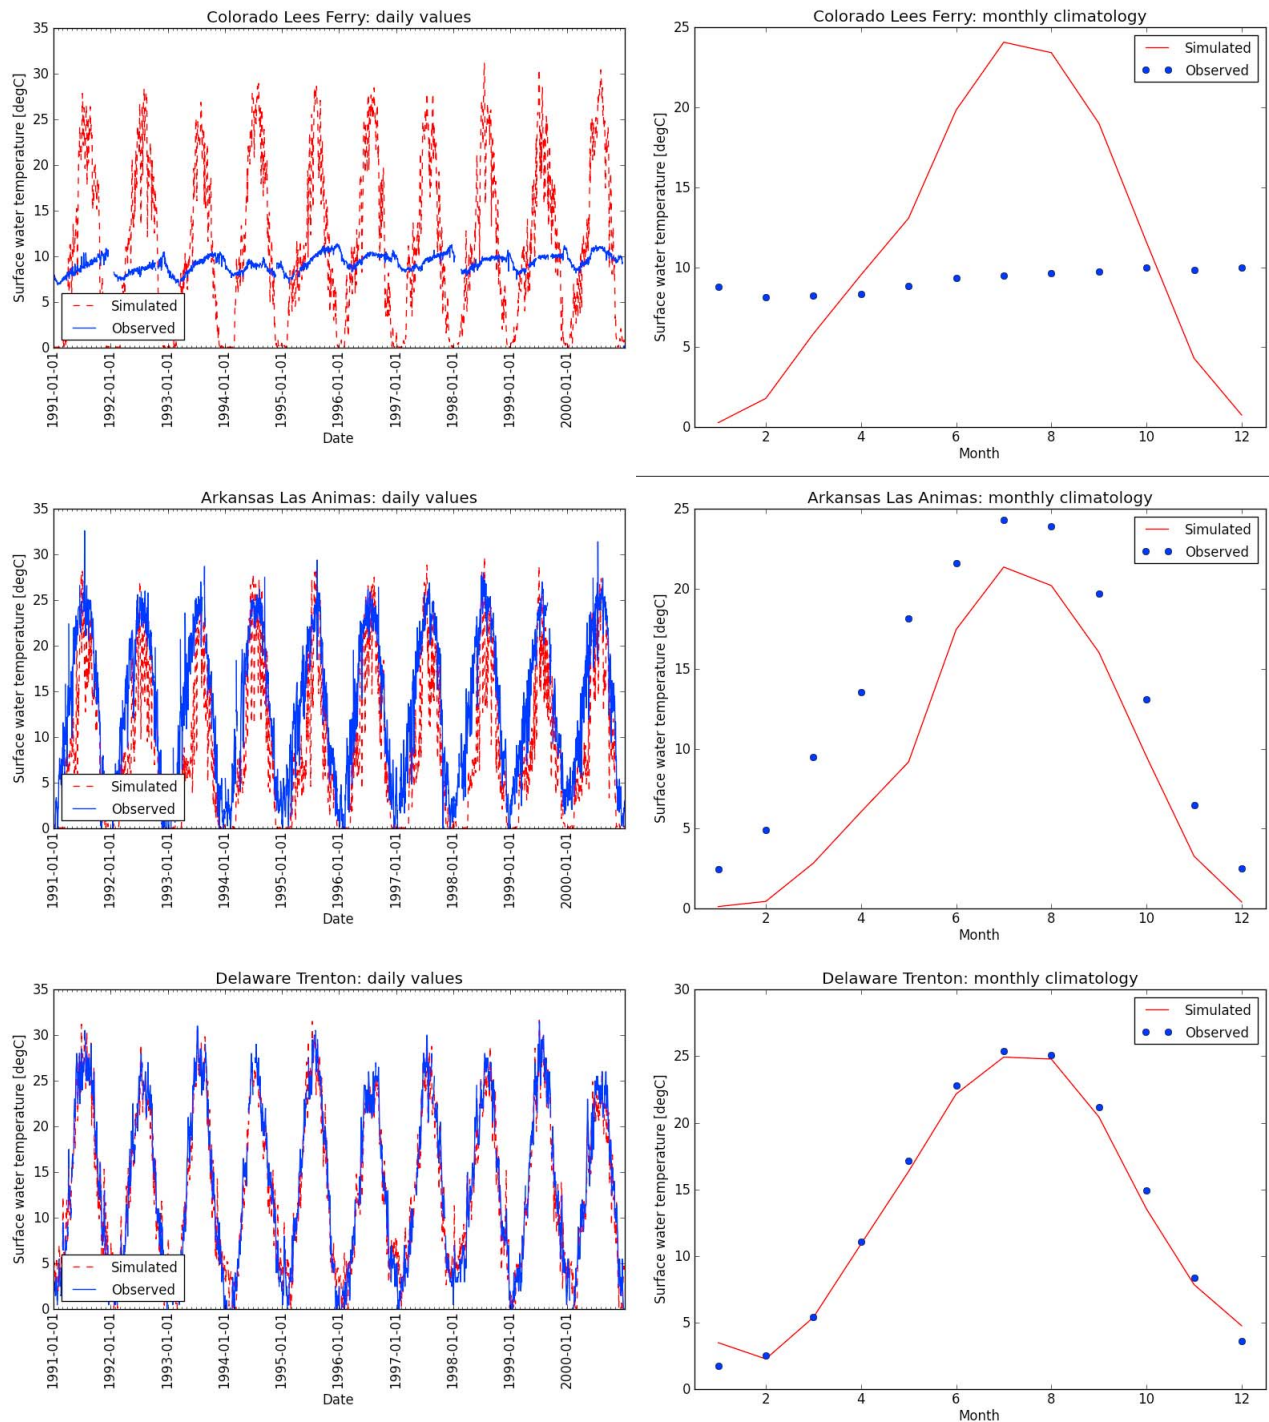 Colorado Lees Ferry: daily values
Surface water temperature [degC]
35
30
25
20
15
10
5
0
Simulated
Observed
1991-01-01
1992-01-01
1993-01-01
1994-01-01
1995-01-01
1996-01-01
1997-01-01
1998-01-01
1999-01-01
2000-01-01
Date
Colorado Lees Ferry: monthly climatology
Surface water temperature [degC]
25
20
15
10
5
0
Simulated
Observed
2 4 6 8 10 12
Month
Arkansas Las Animas: daily values
Surface water temperature [degC]
35
30
25
20
15
10
5
0
Simulated
Observed
1991-01-01
1992-01-01
1993-01-01
1994-01-01
1995-01-01
1996-01-01
1997-01-01
1998-01-01
1999-01-01
2000-01-01
Date
Arkansas Las Animas: monthly climatology
Surface water temperature [degC]
25
20
15
10
5
0
Simulated
Observed
2 4 6 8 10 12
Month
Delaware Trenton: daily values
Surface water temperature [degC]
35
30
25
20
15
10
5
0
Simulated
Observed
1991-01-01
1992-01-01
1993-01-01
1994-01-01
1995-01-01
1996-01-01
1997-01-01
1998-01-01
1999-01-01
2000-01-01
Date
Delaware Trenton: monthly climatology
Surface water temperature [degC]
30
25
20
15
10
5
0
Simulated
Observed
2 4 6 8 10 12
Month